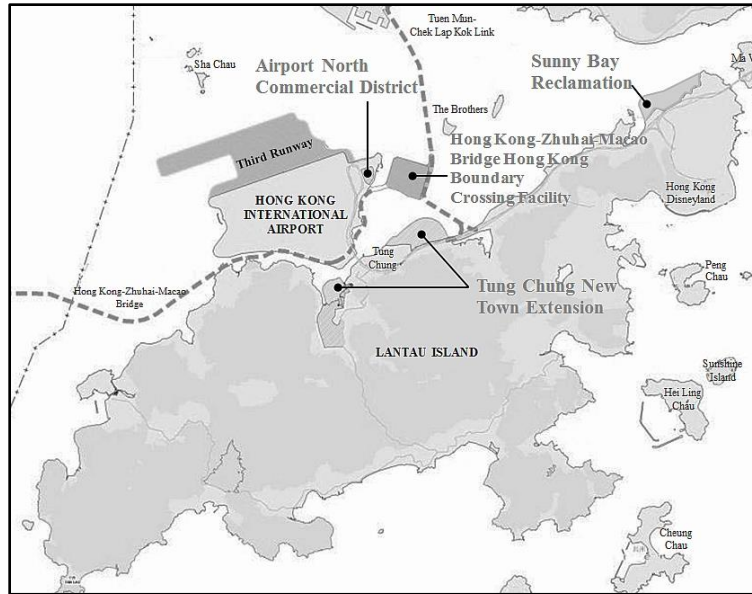 Tuen Mun-
Chek Lap Kok Link
Sha Chau
Airport North
Commercial District
Sunny Bay
Reclamation
The Brothers
Third Runway
Hong Kong-Zhuhai-Macao
Bridge Hong Kong
Boundary
Crossing Facility
HONG KONG
INTERNATIONAL
AIRPORT
Hong Kong
Disneyland
Tung
Chung
Peng
Chau
Hong Kong-Zhuhai-Macao
Bridge
Tung Chung New
Town Extension
LANTAU ISLAND
Sunshine
Island
Hei Ling
Chau
Cheung
Chau